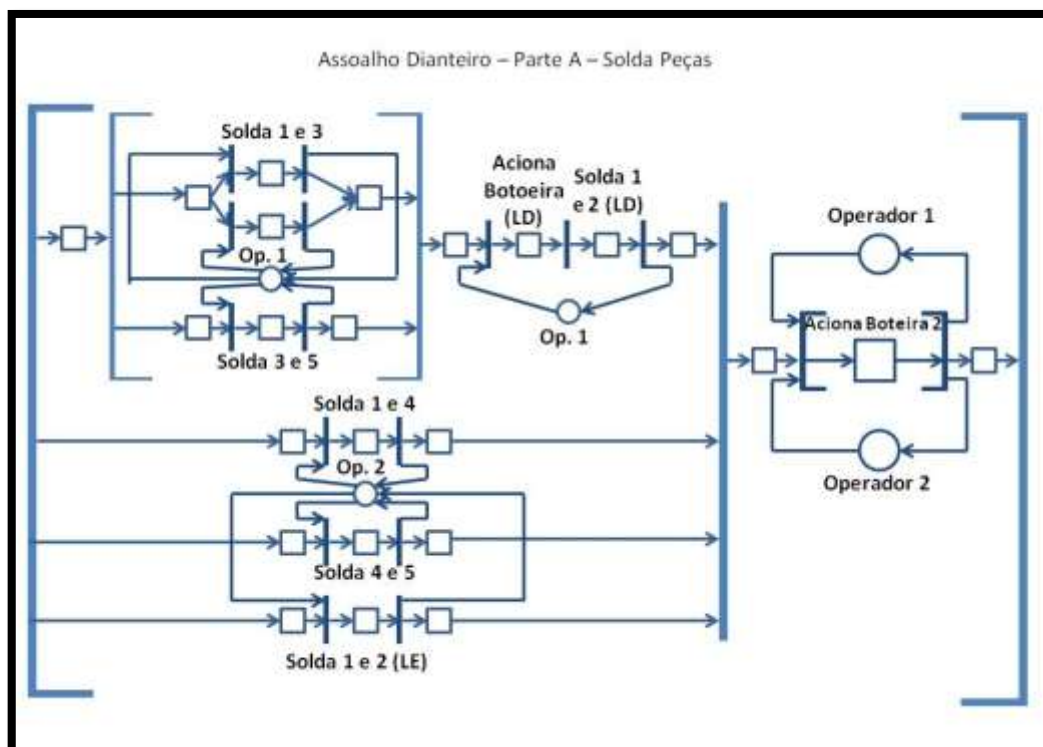 Assoalho Dianteiro – Parte A – Solda Peças
Solda 1 e 3
Op. 1
Solda 3 e 5
Aciona
Botoeira
(LD)
Solda 1
e 2 (LD)
Op. 1
Operador 1
Aciona Boteira 2
Operador 2
Solda 1 e 4
Op. 2
Solda 4 e 5
Solda 1 e 2 (LE)